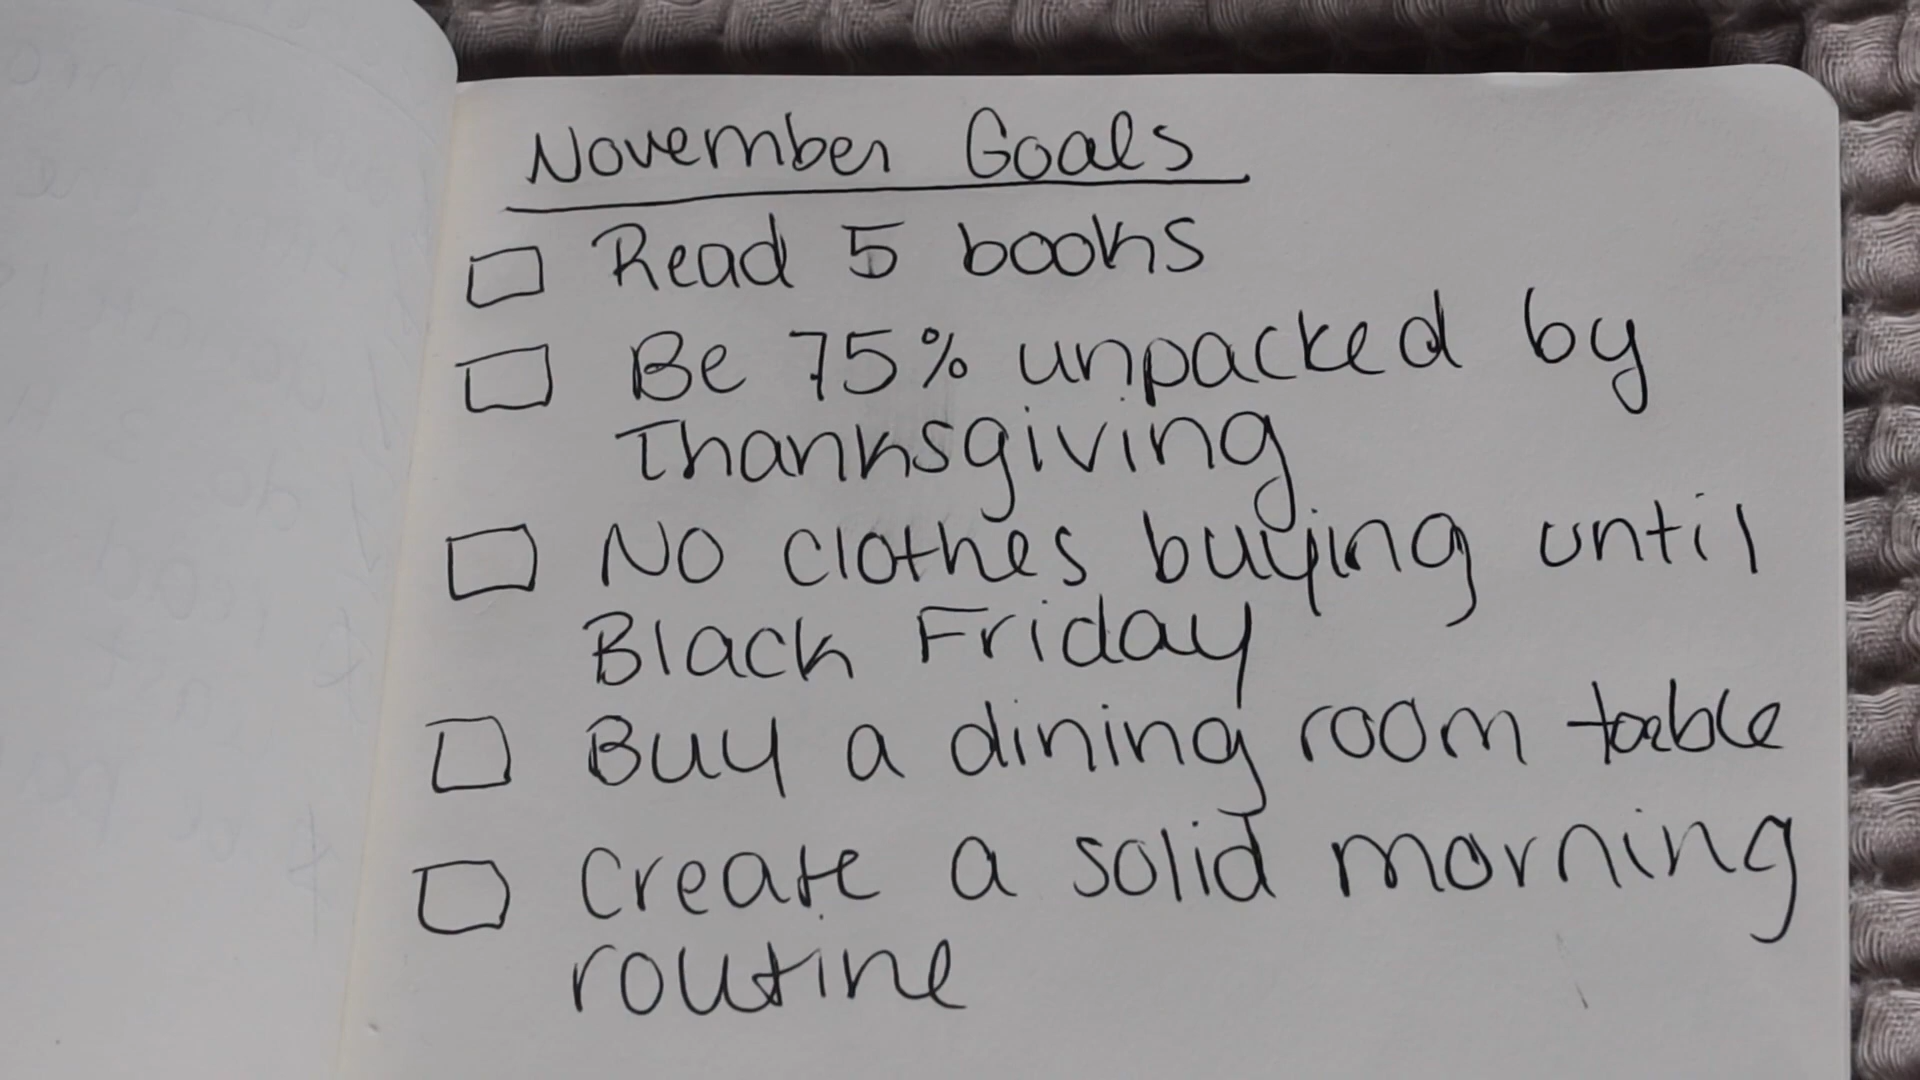 November Goals
Read 5 books
Be 75% unpacked by
Thanksgiving
No clothes buying until
Black Friday
Buy a dining room table
Create a solid morning
routine